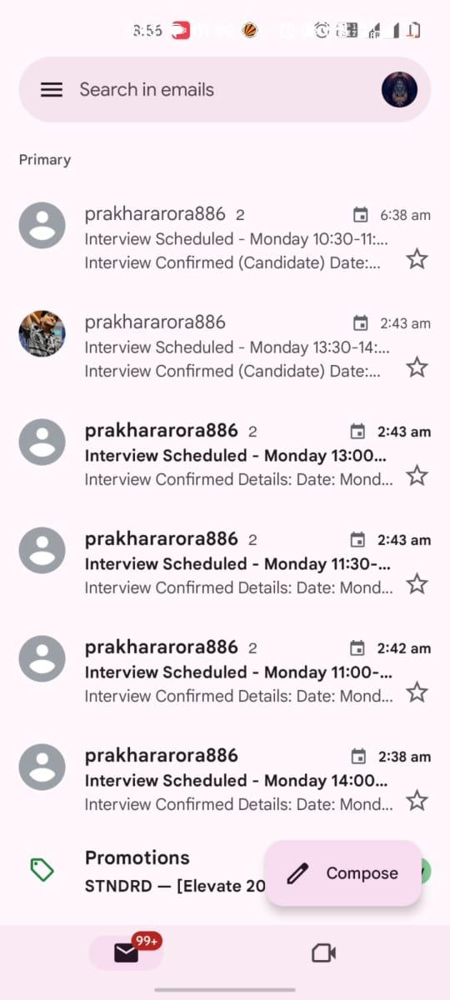 8:56
Search in emails
Primary
prakhararora886 2 6:38 am
Interview Scheduled - Monday 10:30-11:...
Interview Confirmed (Candidate) Date:...
prakhararora886 2:43 am
Interview Scheduled - Monday 13:30-14:...
Interview Confirmed (Candidate) Date:...
prakhararora886 2 2:43 am
Interview Scheduled - Monday 13:00...
Interview Confirmed Details: Date: Mond...
prakhararora886 2 2:43 am
Interview Scheduled - Monday 11:30-...
Interview Confirmed Details: Date: Mond...
prakhararora886 2 2:42 am
Interview Scheduled - Monday 11:00-...
Interview Confirmed Details: Date: Mond...
prakhararora886 2:38 am
Interview Scheduled - Monday 14:00...
Interview Confirmed Details: Date: Mond...
Promotions
STNDRD — [Elevate 20
Compose
99+